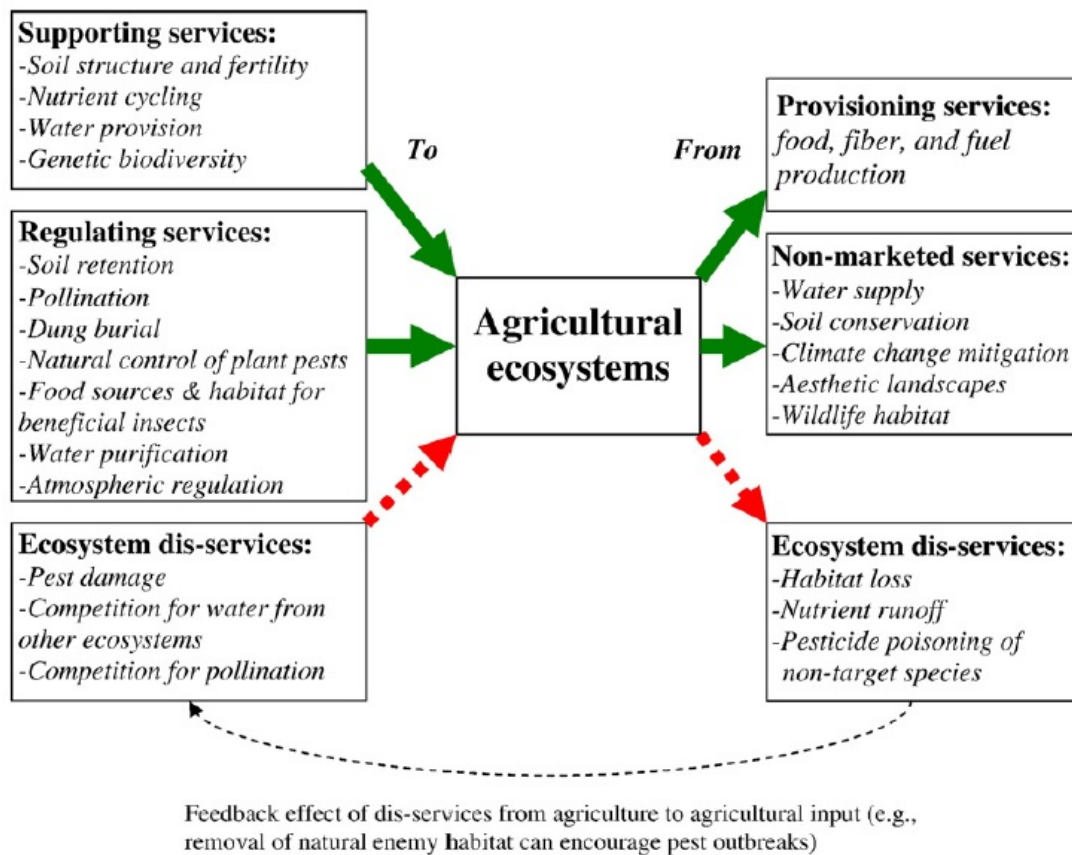 Supporting services:
-Soil structure and fertility
-Nutrient cycling
-Water provision
-Genetic biodiversity
Regulating services:
-Soil retention
-Pollination
-Dung burial
-Natural control of plant pests
-Food sources & habitat for
beneficial insects
-Water purification
-Atmospheric regulation
Ecosystem dis-services:
-Pest damage
-Competition for water from
other ecosystems
-Competition for pollination
To
From
Agricultural
ecosystems
Provisioning services:
food, fiber, and fuel
production
Non-marketed services:
-Water supply
-Soil conservation
-Climate change mitigation
-Aesthetic landscapes
-Wildlife habitat
Ecosystem dis-services:
-Habitat loss
-Nutrient runoff
-Pesticide poisoning of
non-target species
Feedback effect of dis-services from agriculture to agricultural input (e.g.,
removal of natural enemy habitat can encourage pest outbreaks)